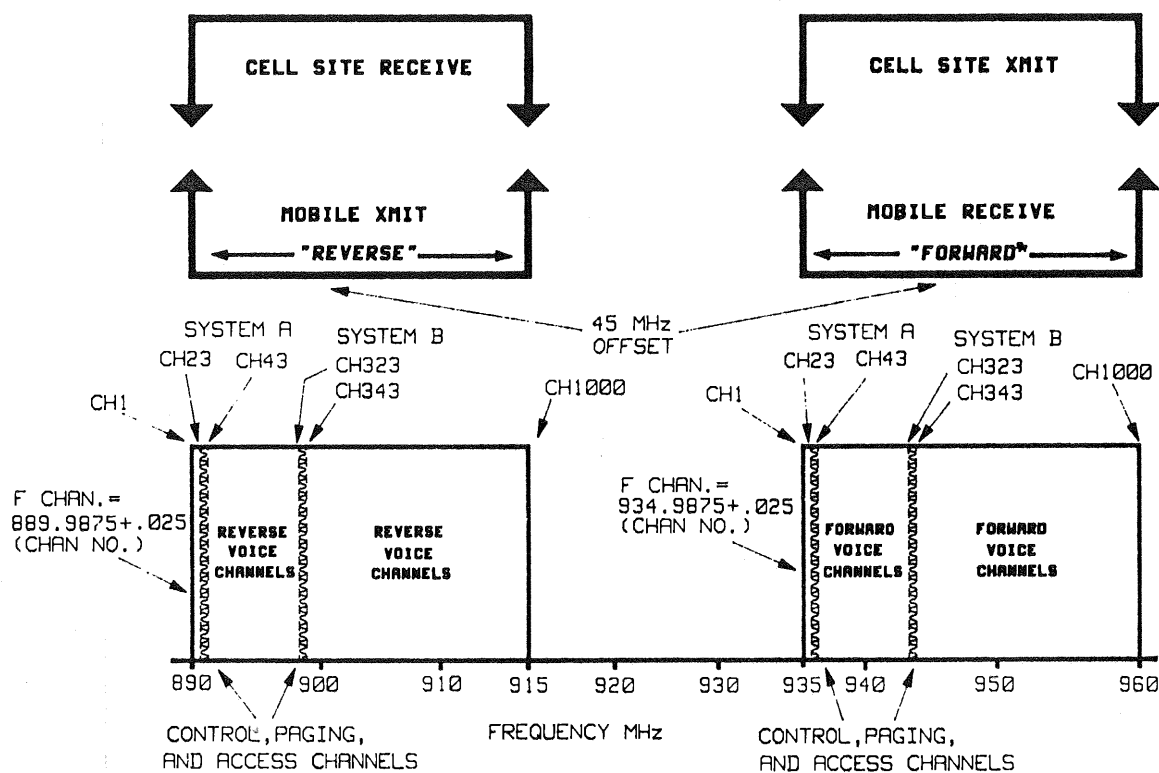 CELL SITE RECEIVE
CELL SITE XMIT
MOBILE XMIT
"REVERSE"
MOBILE RECEIVE
"FORWARD"
45 MHz
OFFSET
SYSTEM A
CH23
CH43
SYSTEM B
CH323
CH343
CH1
CH1000
SYSTEM A
CH23
CH43
SYSTEM B
CH323
CH343
CH1
CH1000
F CHAN.=
889.9875+.025
(CHAN NO.)
REVERSE
VOICE
CHANNELS
REVERSE
VOICE
CHANNELS
F CHAN.=
934.9875+.025
(CHAN NO.)
FORWARD
VOICE
CHANNELS
FORWARD
VOICE
CHANNELS
890 900 910 915 920 930 935 940 950 960
CONTROL,PAGING,
AND ACCESS CHANNELS
FREQUENCY MHz
CONTROL,PAGING,
AND ACCESS CHANNELS